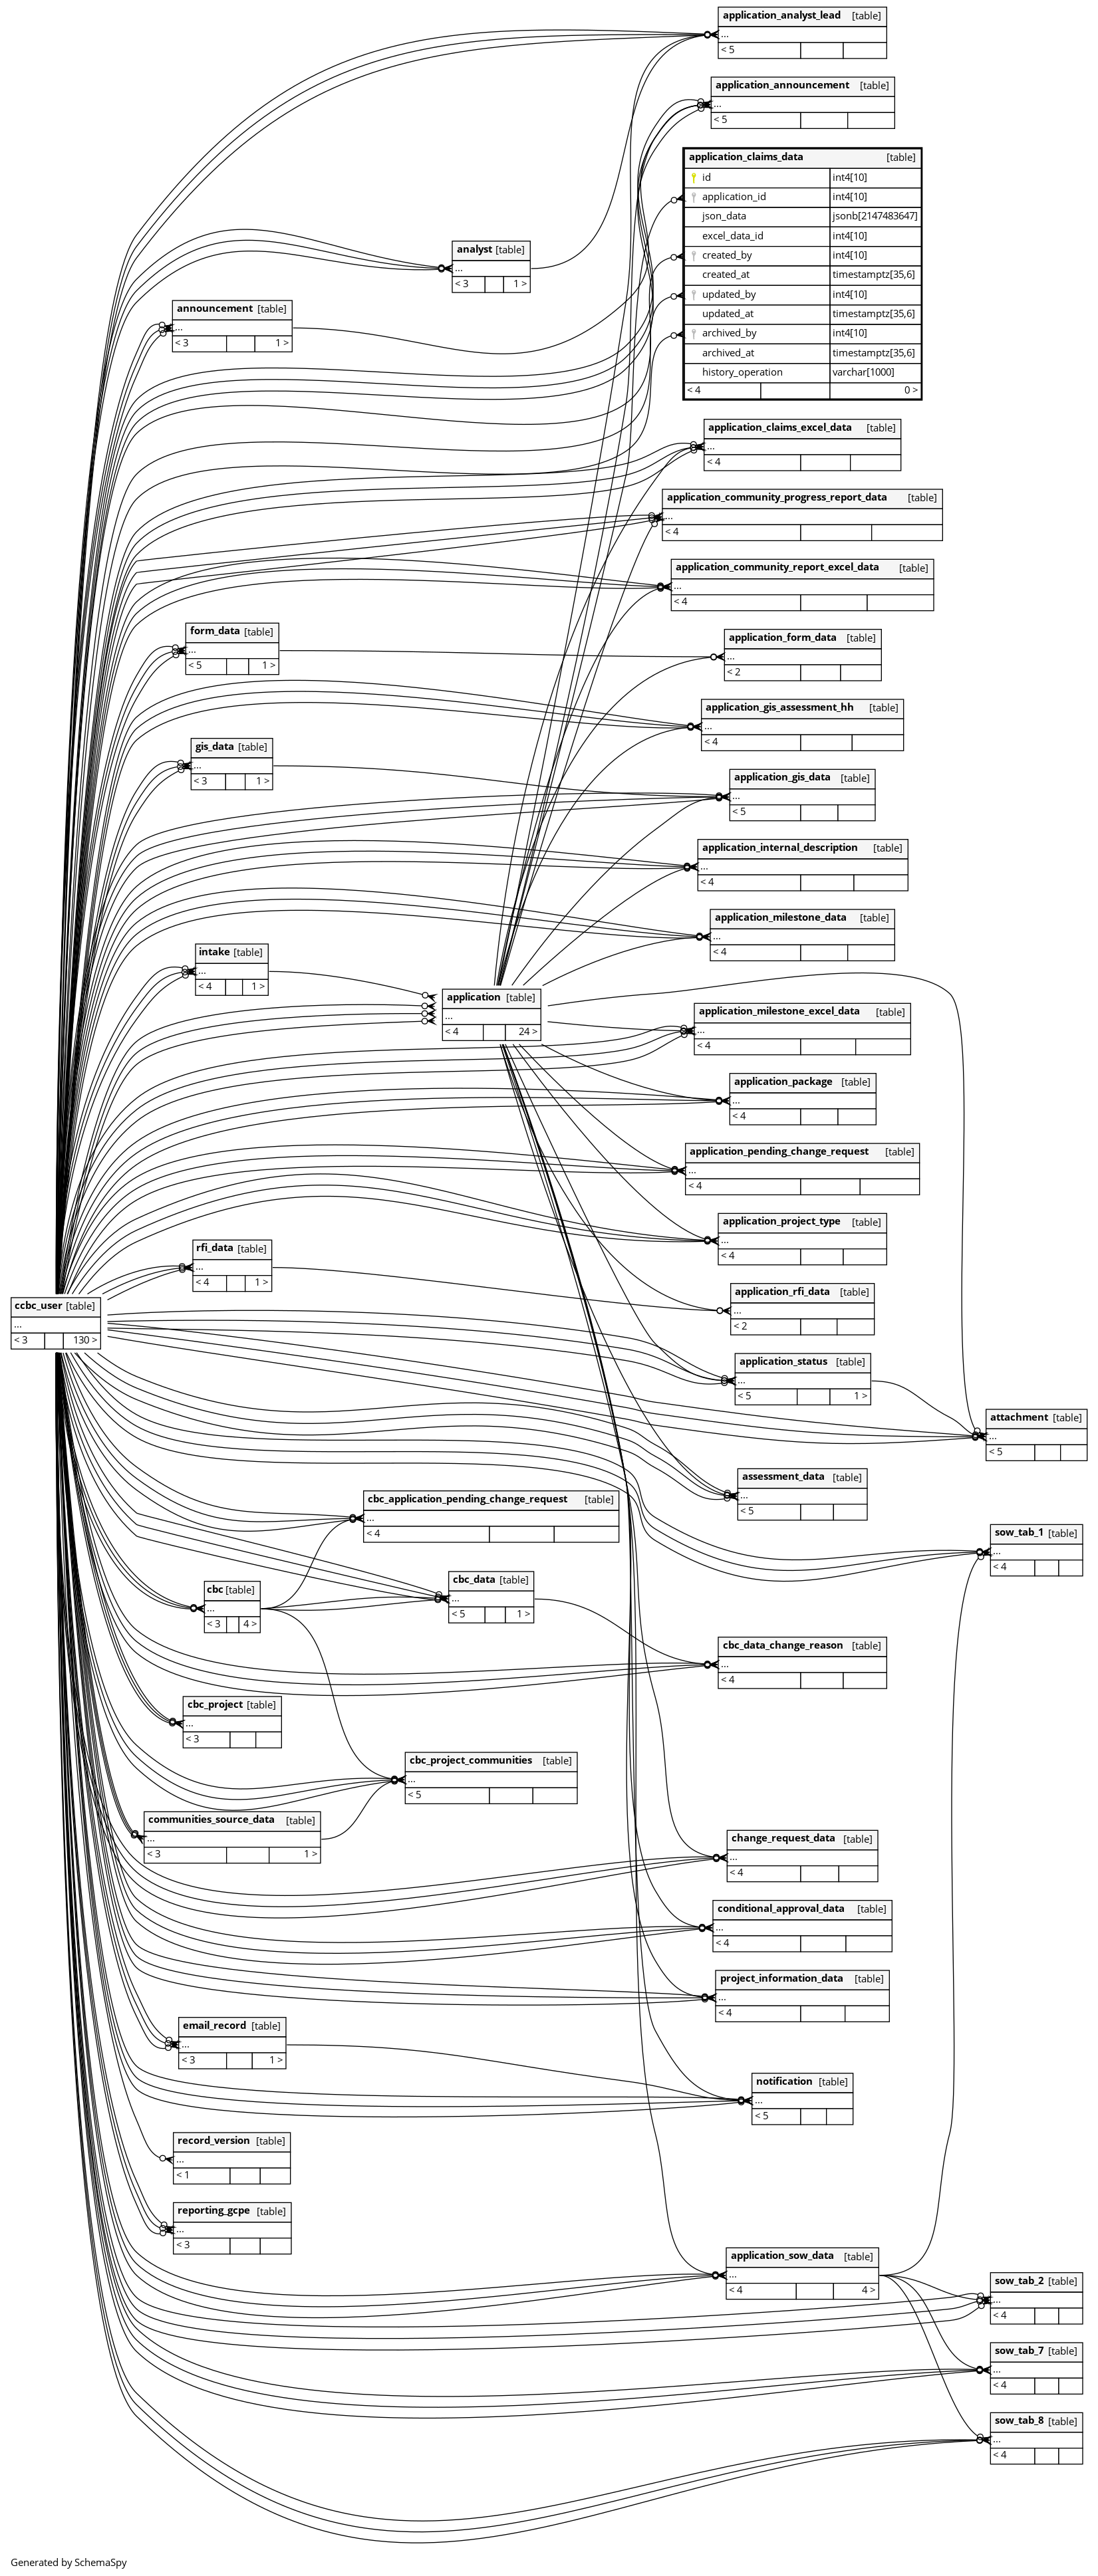 application_analyst_lead [table]
...
< 5
application_announcement [table]
...
< 5
application_claims_data [table]
id int4[10]
application_id int4[10]
json_data jsonb[2147483647]
excel_data_id int4[10]
created_by int4[10]
created_at timestamptz[35,6]
updated_by int4[10]
updated_at timestamptz[35,6]
archived_by int4[10]
archived_at timestamptz[35,6]
history_operation varchar[1000]
< 4 0 >
analyst [table]
...
< 3 1 >
announcement [table]
...
< 3 1 >
application_claims_excel_data [table]
...
< 4
application_community_progress_report_data [table]
...
< 4
application_community_report_excel_data [table]
...
< 4
form_data [table]
...
< 5 1 >
application_form_data [table]
...
< 2
application_gis_assessment_hh [table]
...
< 4
gis_data [table]
...
< 3 1 >
application_gis_data [table]
...
< 5
application_internal_description [table]
...
< 4
application_milestone_data [table]
...
< 4
intake [table]
...
< 4 1 >
application [table]
...
< 4 24 >
application_milestone_excel_data [table]
...
< 4
application_package [table]
...
< 4
application_pending_change_request [table]
...
< 4
application_project_type [table]
...
< 4
rfi_data [table]
...
< 4 1 >
application_rfi_data [table]
...
< 2
ccbc_user [table]
...
< 3 130 >
application_status [table]
...
< 5 1 >
attachment [table]
...
< 5
assessment_data [table]
...
< 5
cbc_application_pending_change_request [table]
...
< 4
sow_tab_1 [table]
...
< 4
cbc [table]
...
< 3 4 >
cbc_data [table]
...
< 5 1 >
cbc_data_change_reason [table]
...
< 4
cbc_project [table]
...
< 3
cbc_project_communities [table]
...
< 5
communities_source_data [table]
...
< 3 1 >
change_request_data [table]
...
< 4
conditional_approval_data [table]
...
< 4
project_information_data [table]
...
< 4
email_record [table]
...
< 3 1 >
notification [table]
...
< 5
record_version [table]
...
< 1
reporting_gcpe [table]
...
< 3
application_sow_data [table]
...
< 4 4 >
sow_tab_2 [table]
...
< 4
sow_tab_7 [table]
...
< 4
sow_tab_8 [table]
...
< 4
Generated by SchemaSpy